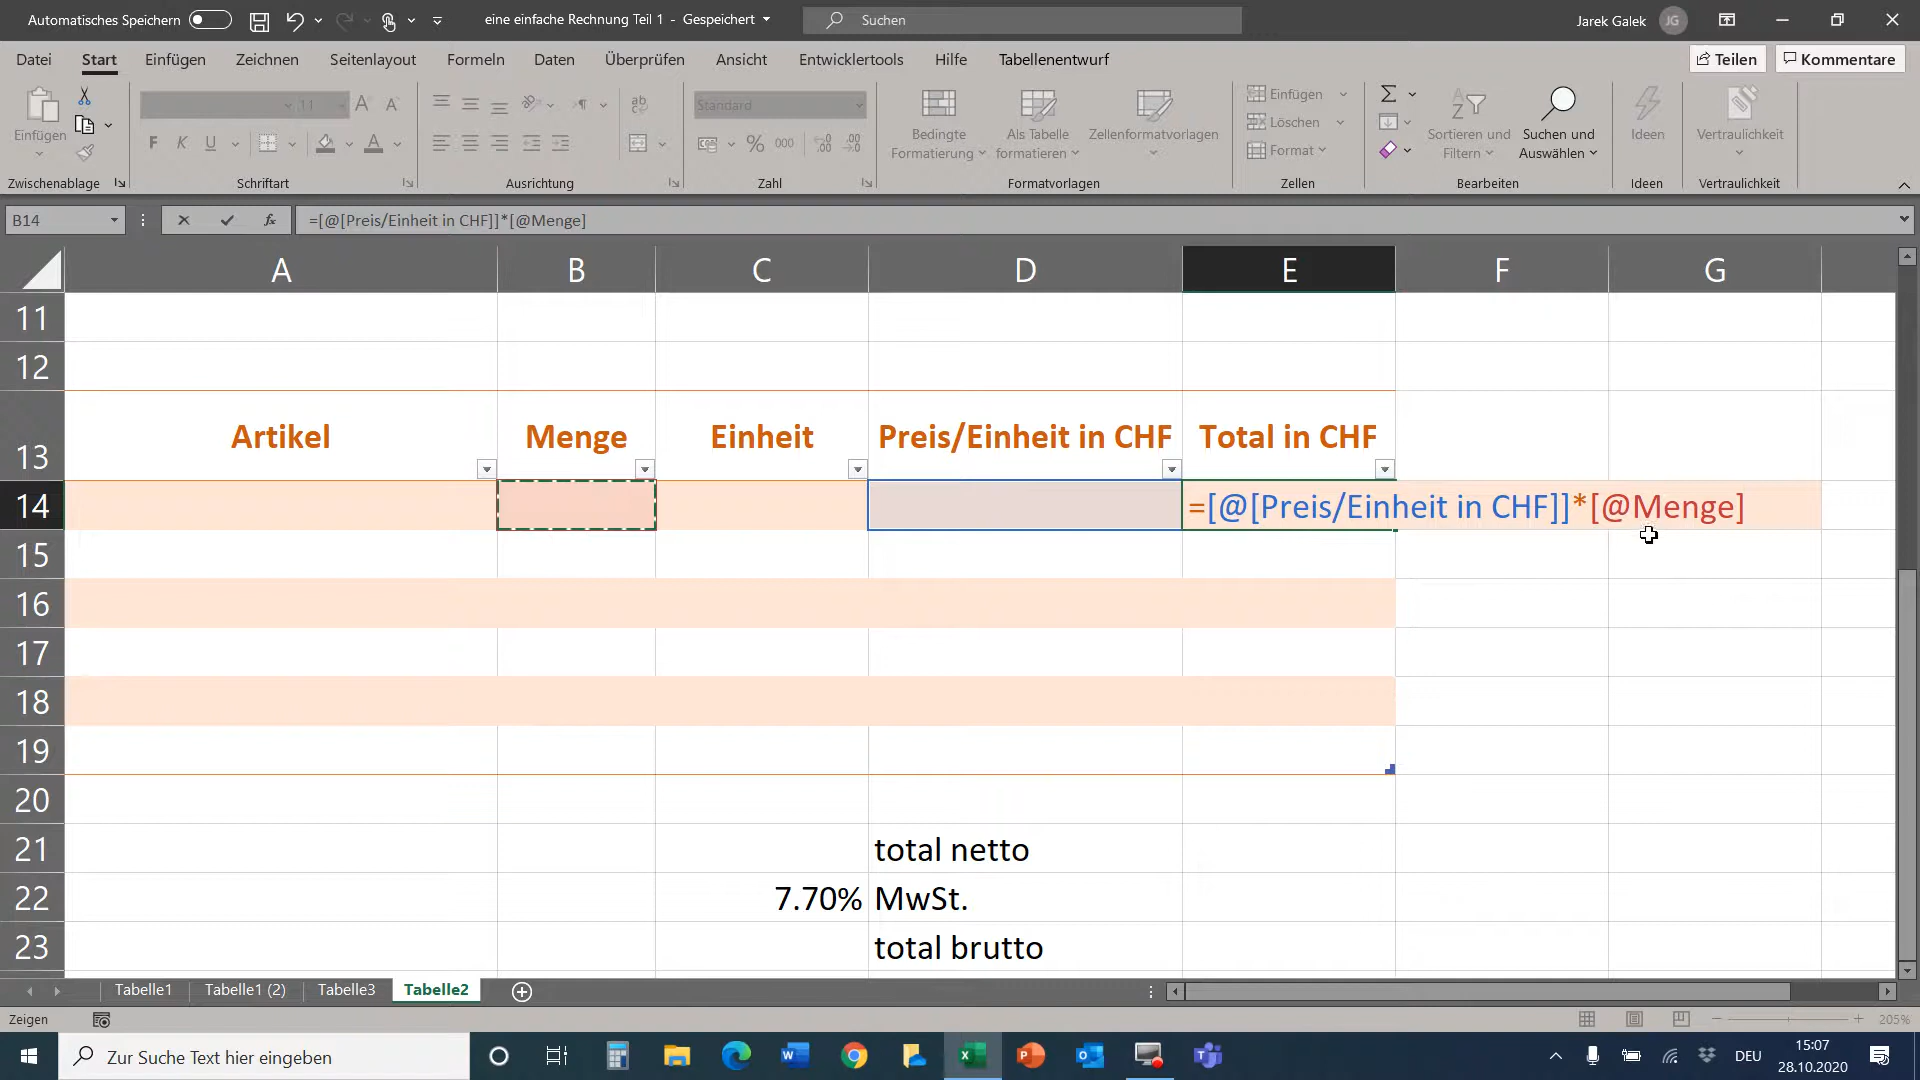 Automatisches Speichern
eine einfache Rechnung Teil 1 - Gespeichert
Suchen
Jarek Galek JG
Datei Start Einfügen Zeichnen Seitenlayout Formeln Daten Überprüfen Ansicht Entwicklertools Hilfe Tabellenentwurf Teilen Kommentare
Einfügen
11
F K U
Standard
% 000
Bedingte Formatierung
Als Tabelle formatieren
Zellenformatvorlagen
Einfügen
Löschen
Format
Sortieren und Filtern
Suchen und Auswählen
Ideen
Vertraulichkeit
Zwischenablage Schriftart Ausrichtung Zahl Formatvorlagen Zellen Bearbeiten Ideen Vertraulichkeit
B14 fx =[@[Preis/Einheit in CHF]]*[@Menge]
A B C D E F G
11
12
13 Artikel Menge Einheit Preis/Einheit in CHF Total in CHF
14 =[@[Preis/Einheit in CHF]]*[@Menge]
15
16
17
18
19
20
21 total netto
22 7.70% MwSt.
23 total brutto
Tabelle1 Tabelle1 (2) Tabelle3 Tabelle2
Zeigen 205%
Zur Suche Text hier eingeben
DEU
15:07
28.10.2020